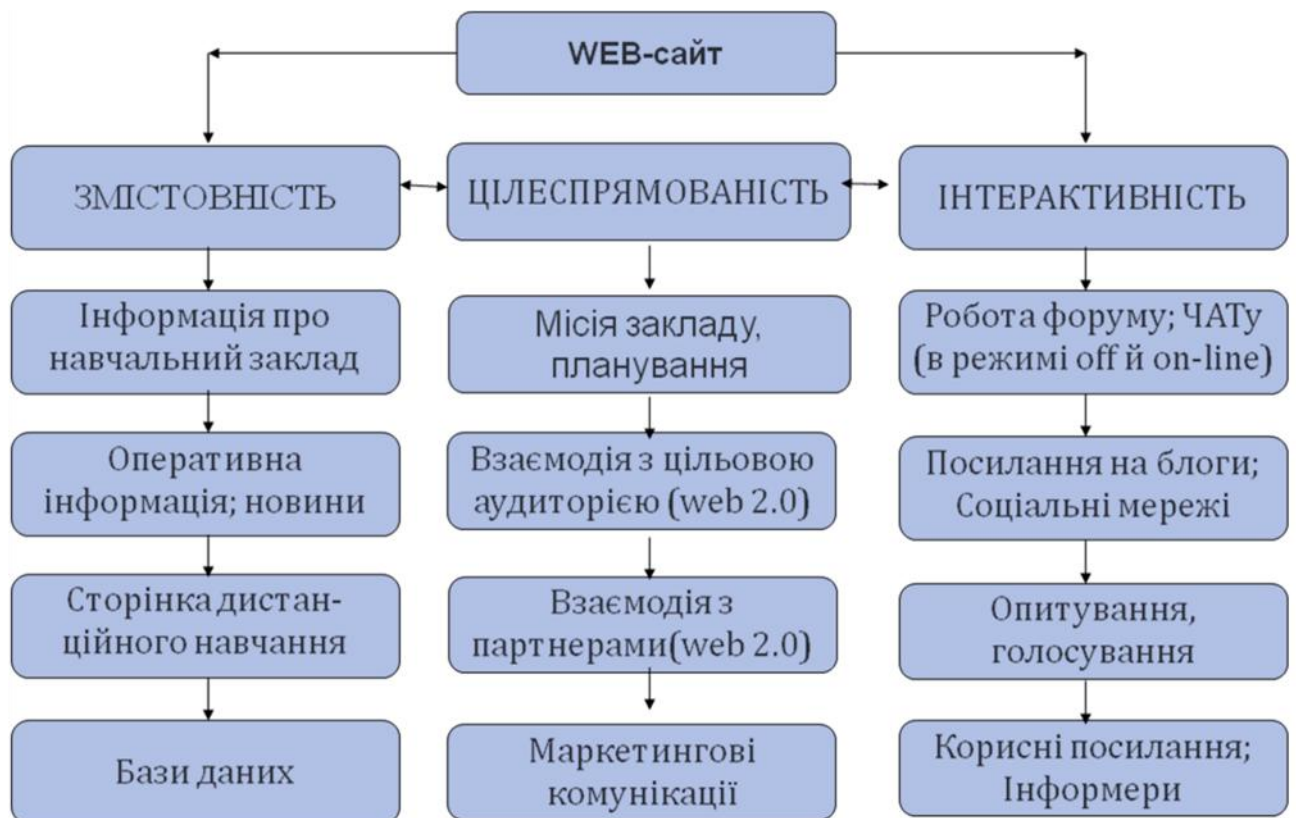 WEB-сайт
ЗМІСТОВНІСТЬ
ЦІЛЕСПРЯМОВАНІСТЬ
ІНТЕРАКТИВНІСТЬ
Інформація про
навчальний заклад
Місія закладу,
планування
Робота форуму; ЧАТу
(в режимі off й on-line)
Оперативна
інформація; новини
Взаємодія з цільовою
аудиторією (web 2.0)
Посилання на блоги;
Соціальні мережі
Сторінка дистан-
ційного навчання
Взаємодія з
партнерами(web 2.0)
Опитування,
голосування
Бази даних
Маркетингові
комунікації
Корисні посилання;
Інформери